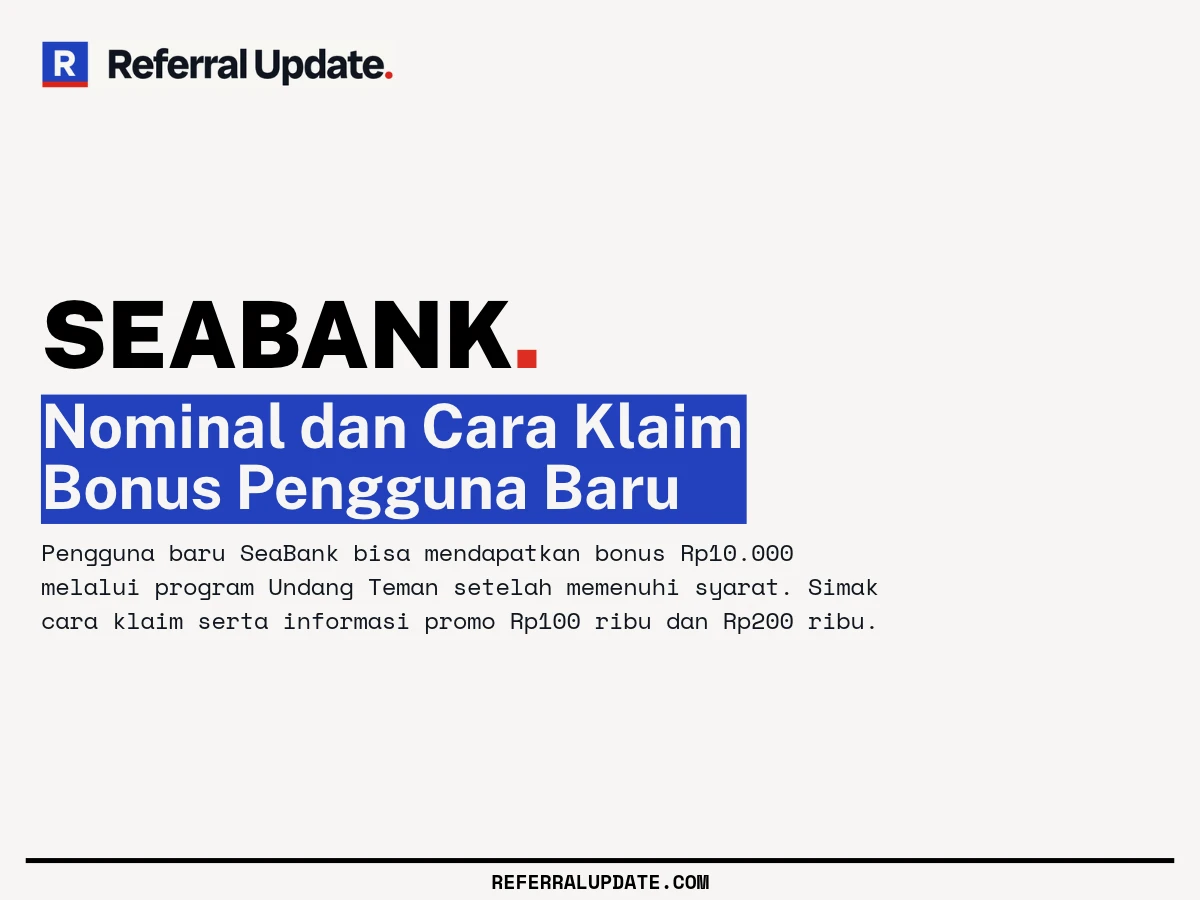 R Referral Update.
SEABANK.
Nominal dan Cara Klaim
Bonus Pengguna Baru
Pengguna baru SeaBank bisa mendapatkan bonus Rp10.000
melalui program Undang Teman setelah memenuhi syarat. Simak
cara klaim serta informasi promo Rp100 ribu dan Rp200 ribu.
REFERRALUPDATE.COM